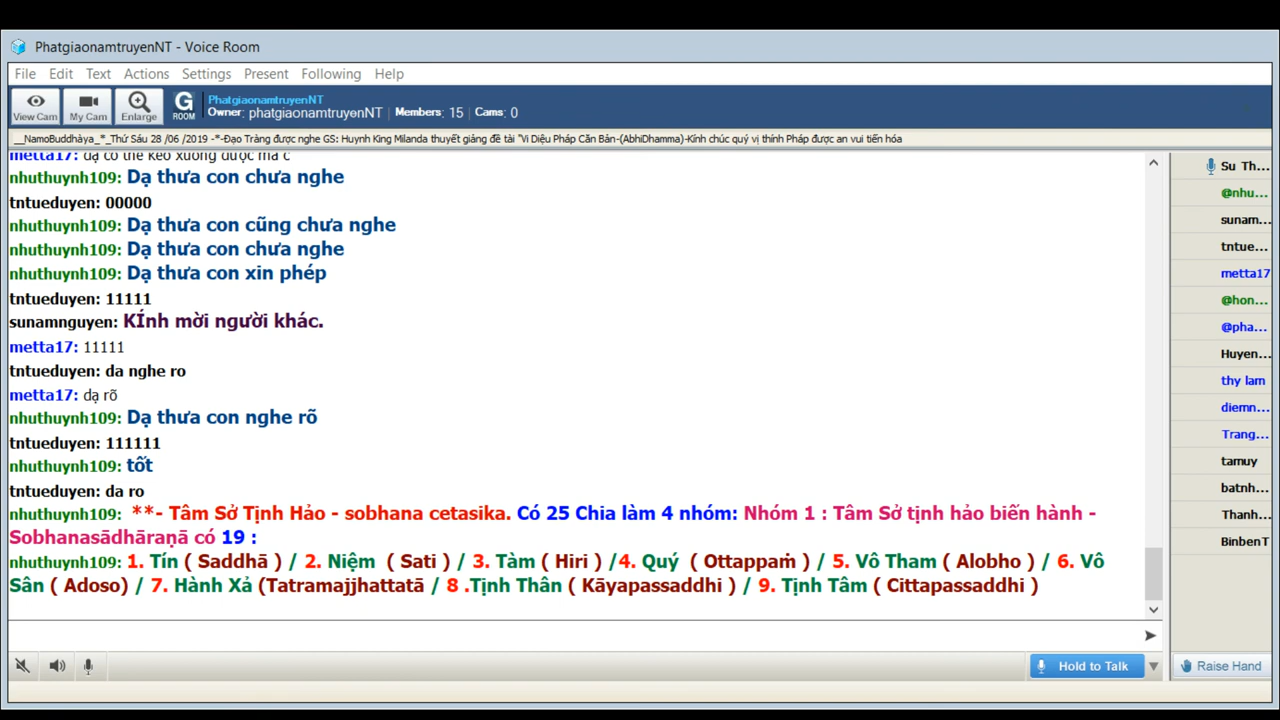 PhatgiaonamtruyenNT - Voice Room
File Edit Text Actions Settings Present Following Help
View Cam My Cam Enlarge G ROOM PhatgiaonamtruyenNT
Owner: phatgiaonamtruyenNT Members: 15 Cams: 0
__NamoBuddhàya_*_Thứ Sáu 28 /06 /2019 -*-Đạo Tràng được nghe GS: Huynh King Milanda thuyết giảng đề tài "Vi Diệu Pháp Căn Bản-(AbhiDhamma)-Kính chúc quý vị thính Pháp được an vui tiến hóa
metta17: dạ có thể kéo xuống được mà c
nhuthuynh109: Dạ thưa con chưa nghe
tntueduyen: 00000
nhuthuynh109: Dạ thưa con cũng chưa nghe
nhuthuynh109: Dạ thưa con chưa nghe
nhuthuynh109: Dạ thưa con xin phép
tntueduyen: 11111
sunamnguyen: KÍnh mời người khác.
metta17: 11111
tntueduyen: da nghe ro
metta17: dạ rõ
nhuthuynh109: Dạ thưa con nghe rõ
tntueduyen: 111111
nhuthuynh109: tốt
tntueduyen: da ro
nhuthuynh109: **- Tâm Sở Tịnh Hảo - sobhana cetasika. Có 25 Chia làm 4 nhóm: Nhóm 1 : Tâm Sở tịnh hảo biến hành -
Sobhanasādhāraṇā có 19 :
nhuthuynh109: 1. Tín ( Saddhā ) / 2. Niệm ( Sati ) / 3. Tàm ( Hiri ) /4. Quý ( Ottappaṁ ) / 5. Vô Tham ( Alobho ) / 6. Vô
Sân ( Adoso) / 7. Hành Xả (Tatramajjhattatā / 8 .Tịnh Thân ( Kāyapassaddhi ) / 9. Tịnh Tâm ( Cittapassaddhi )
Su Th...
@nhu...
sunam...
tntue...
metta17
@hon...
@pha...
Huyen...
thy lam
diemn...
Trang...
tamuy
batnh...
Thanh...
BinbenT
Hold to Talk
Raise Hand